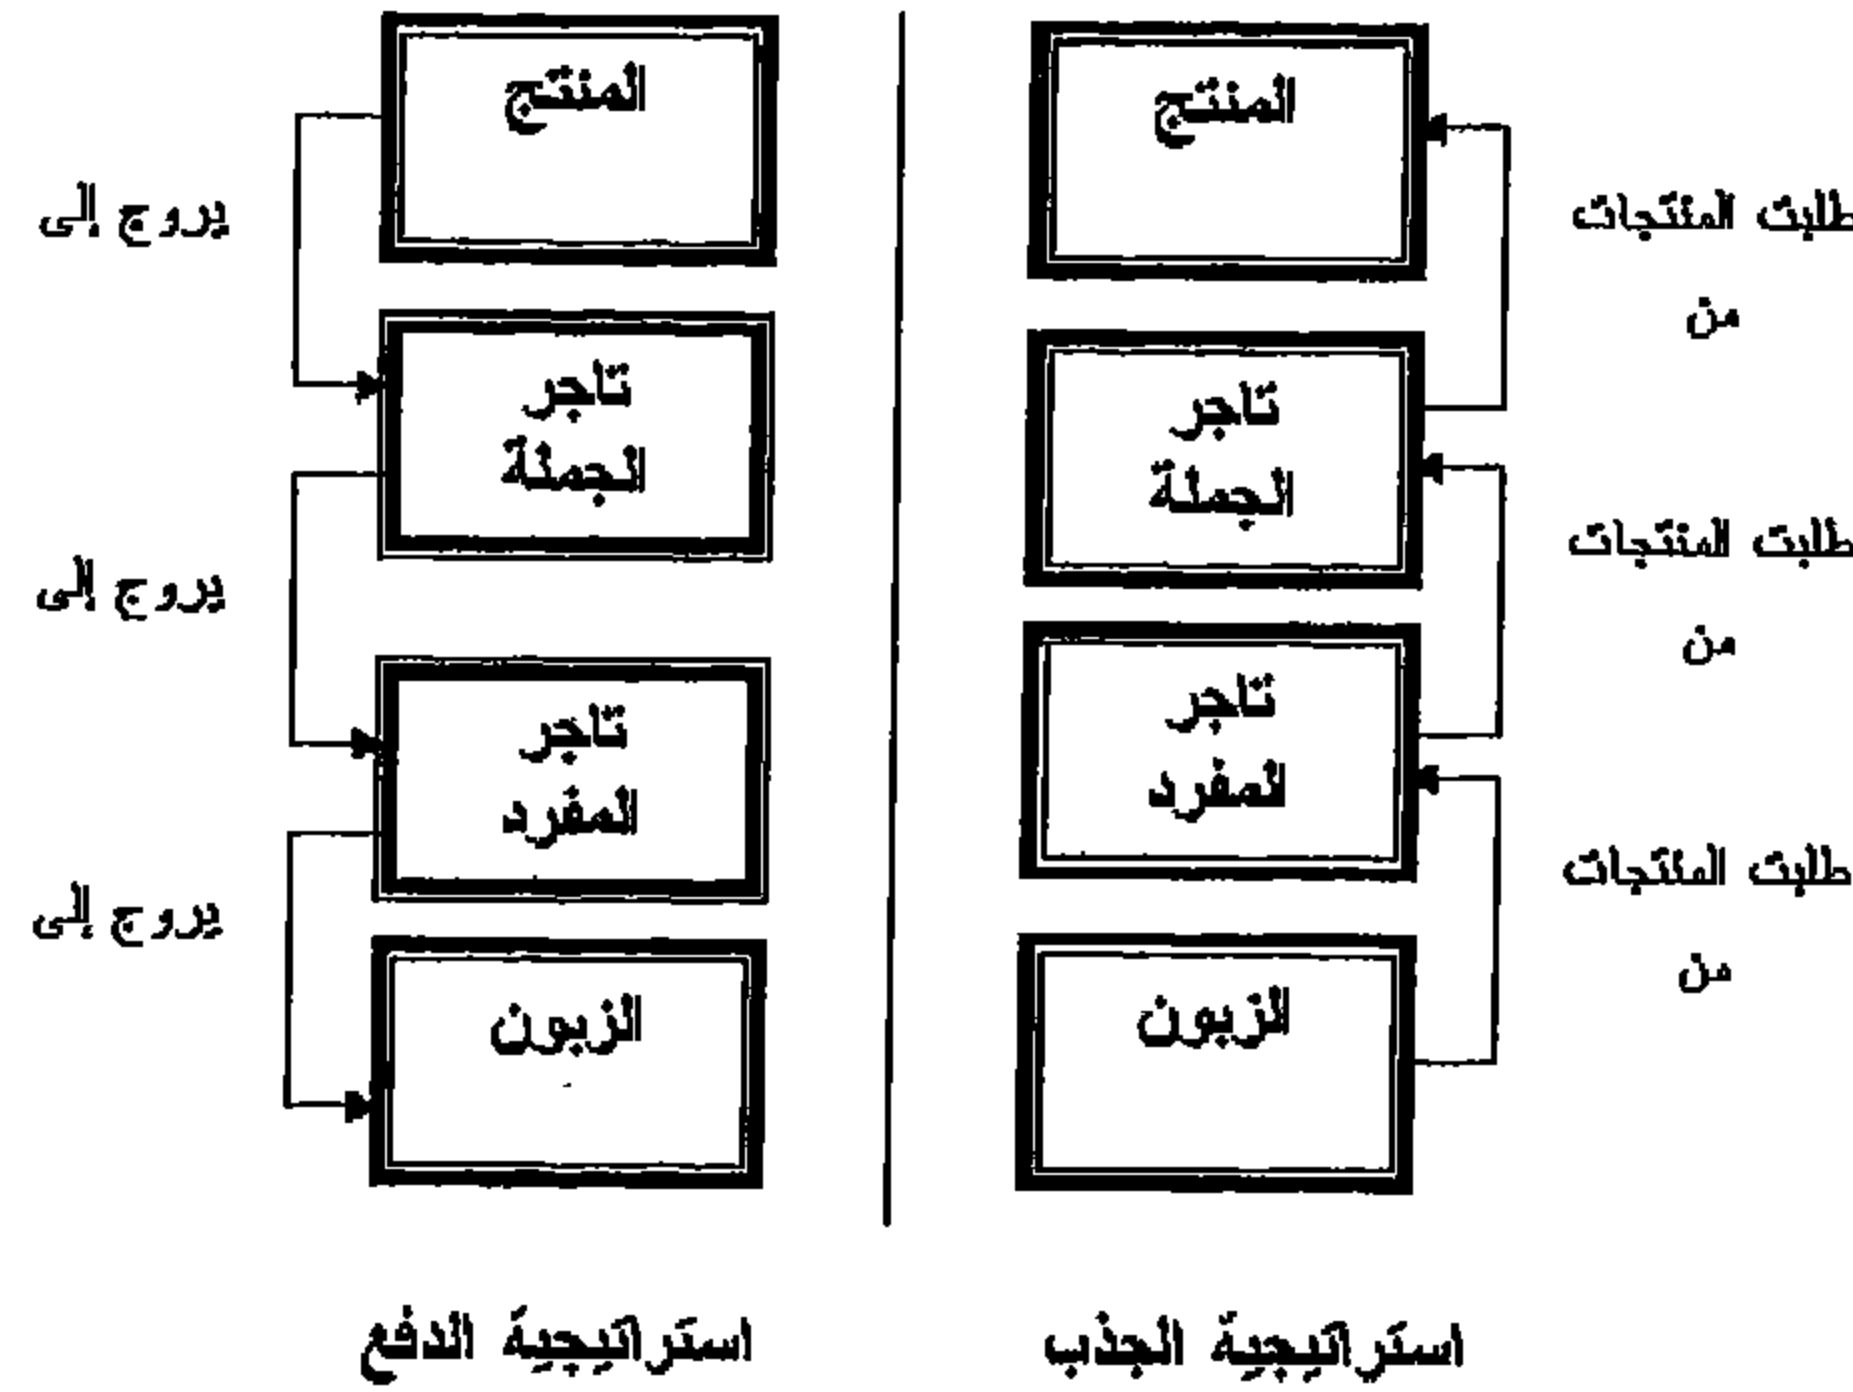 المنتج
طلبت المنتجات
من
تاجر
الجملة
طلبت المنتجات
من
تاجر
المفرد
طلبت المنتجات
من
الزبون
استراتيجية الجذب
المنتج
يروج إلى
تاجر
الجملة
يروج إلى
تاجر
المفرد
يروج إلى
الزبون
استراتيجية الدفع